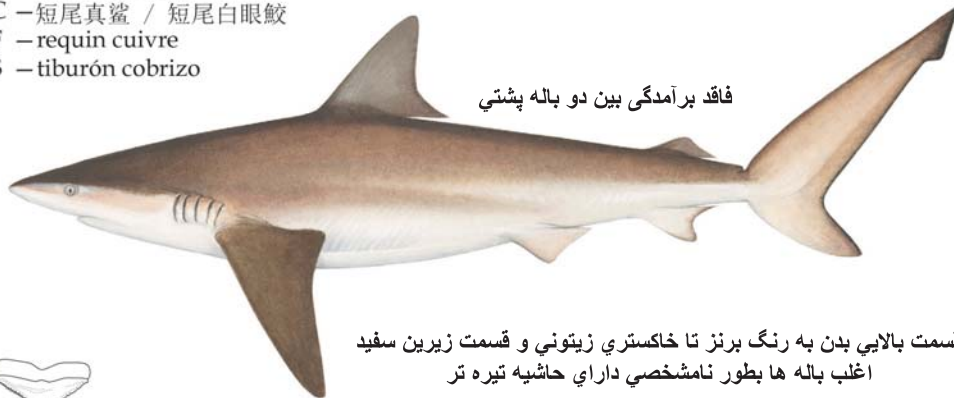 – 短尾真鲨 / 短尾白眼鮫
– requin cuivre
– tiburón cobrizo
فاقد برآمدگی بین دو باله پشتي
بالايي بدن به رنگ برنز تا خاكستري زيتوني و قسمت زيرين سفيد
اغلب باله ها بطور نامشخصي داراي حاشيه تيره تر